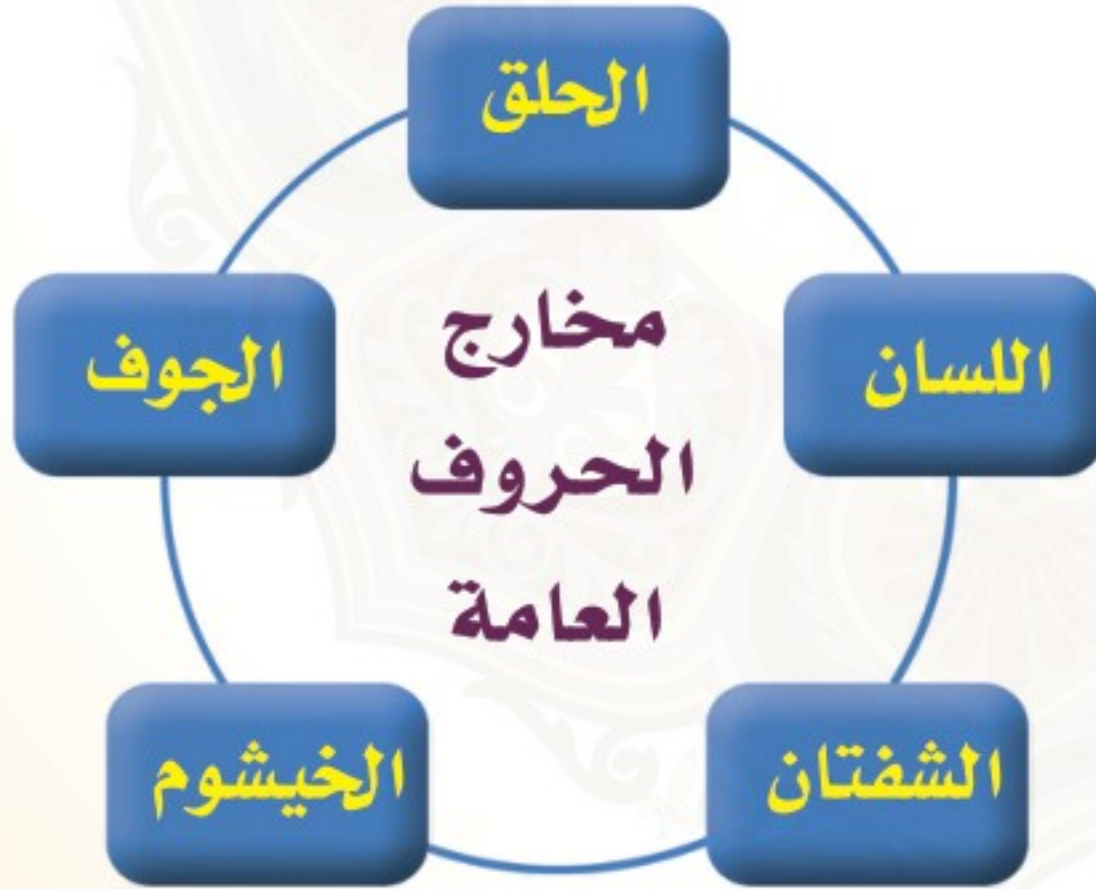 الحلق
اللسان
الشفتان
الخيشوم
الجوف
مخارج
الحروف
العامة